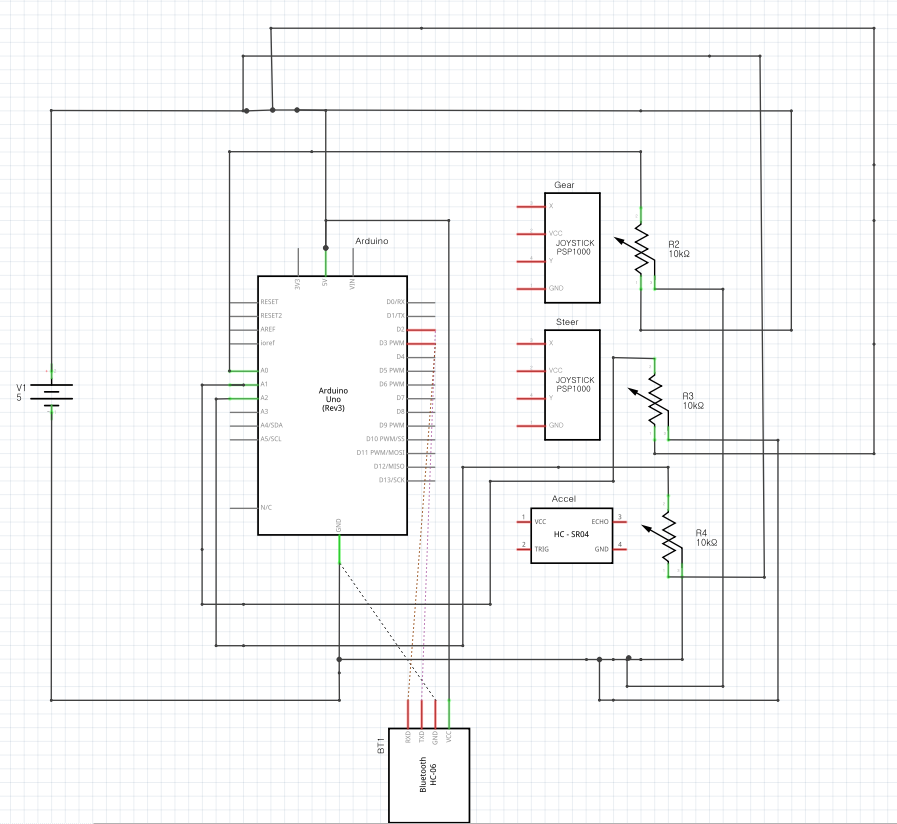 Gear
X
VCC
JOYSTICK
PSP1000
Y
GND
R2
10kΩ
Arduino
3V3
5V
VIN
RESET
RESET2
AREF
ioref
A0
A1
A2
A3
A4/SDA
A5/SCL
N/C
D0/RX
D1/TX
D2
D3 PWM
D4
D5 PWM
D6 PWM
D7
D8
D9 PWM
D10 PWM/SS
D11 PWM/MOSI
D12/MISO
D13/SCK
Arduino
Uno
(Rev3)
GND
V1
5
Steer
X
VCC
JOYSTICK
PSP1000
Y
GND
R3
10kΩ
Accel
1
VCC
ECHO
3
HC - SR04
2
TRIG
GND
4
R4
10kΩ
BT1
RXD
TXD
GND
VCC
Bluetooth
HC-06